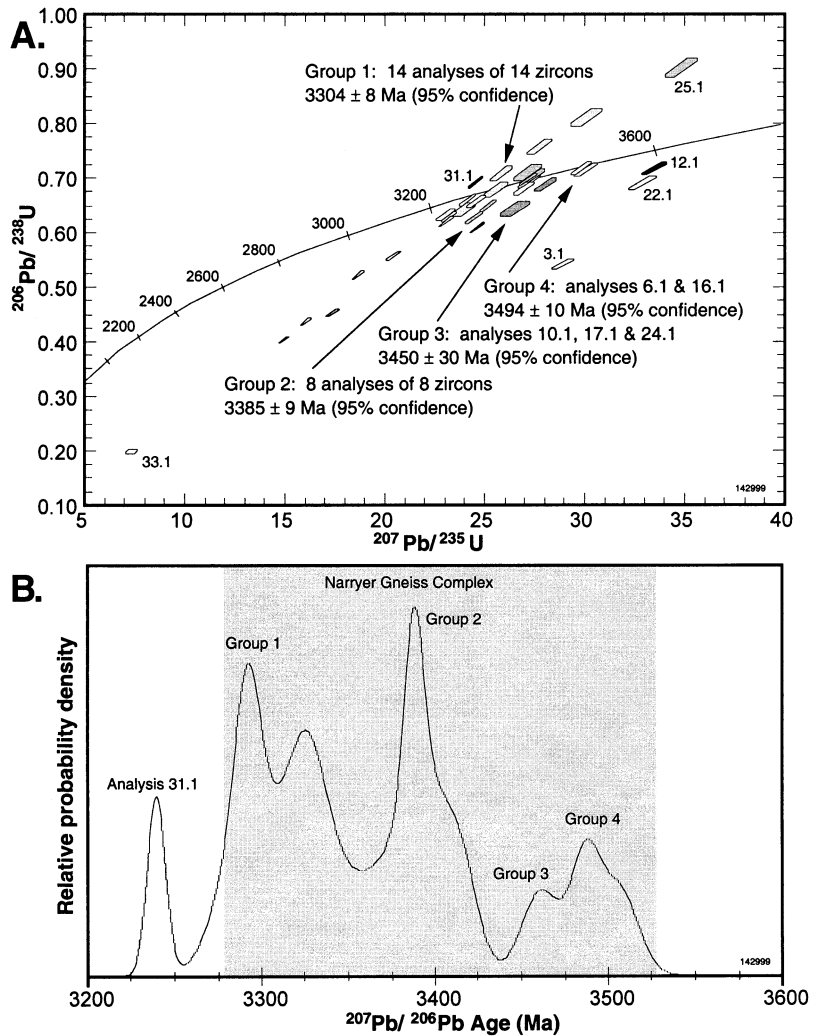 A.
1.00
0.90
0.80
0.70
0.60
0.50
0.40
0.30
0.20
0.10
206Pb/ 238U
Group 1: 14 analyses of 14 zircons
3304 ± 8 Ma (95% confidence)
25.1
3600
12.1
22.1
31.1
3200
3000
2800
2600
2400
2200
3.1
Group 4: analyses 6.1 & 16.1
3494 ± 10 Ma (95% confidence)
Group 3: analyses 10.1, 17.1 & 24.1
3450 ± 30 Ma (95% confidence)
Group 2: 8 analyses of 8 zircons
3385 ± 9 Ma (95% confidence)
33.1
142999
5
10
15
20
25
30
35
40
207Pb/ 235U
B.
Narryer Gneiss Complex
Group 1
Group 2
Analysis 31.1
Group 3
Group 4
Relative probability density
142999
3200
3300
3400
3500
3600
207Pb/ 206Pb Age (Ma)